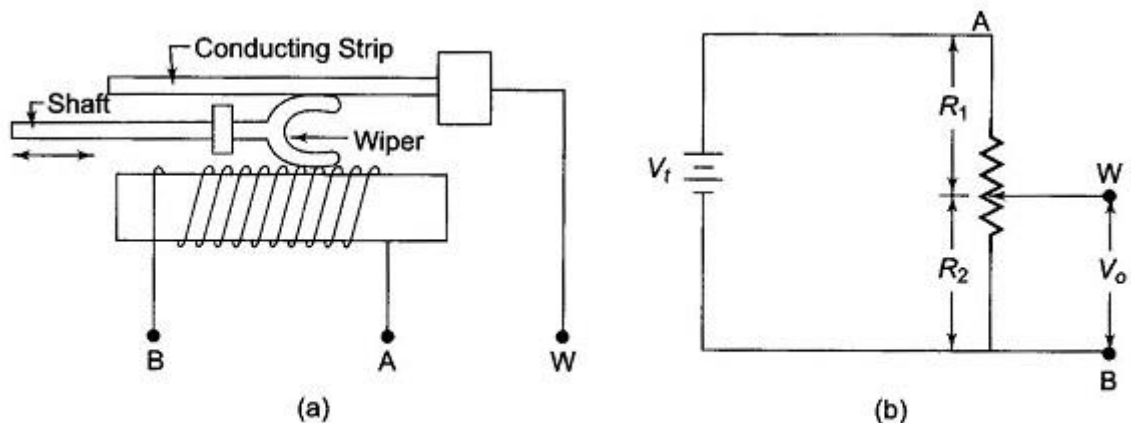 Conducting Strip
Shaft
Wiper
B
A
W
(a)
A
R1
Vt
W
R2
Vo
B
(b)